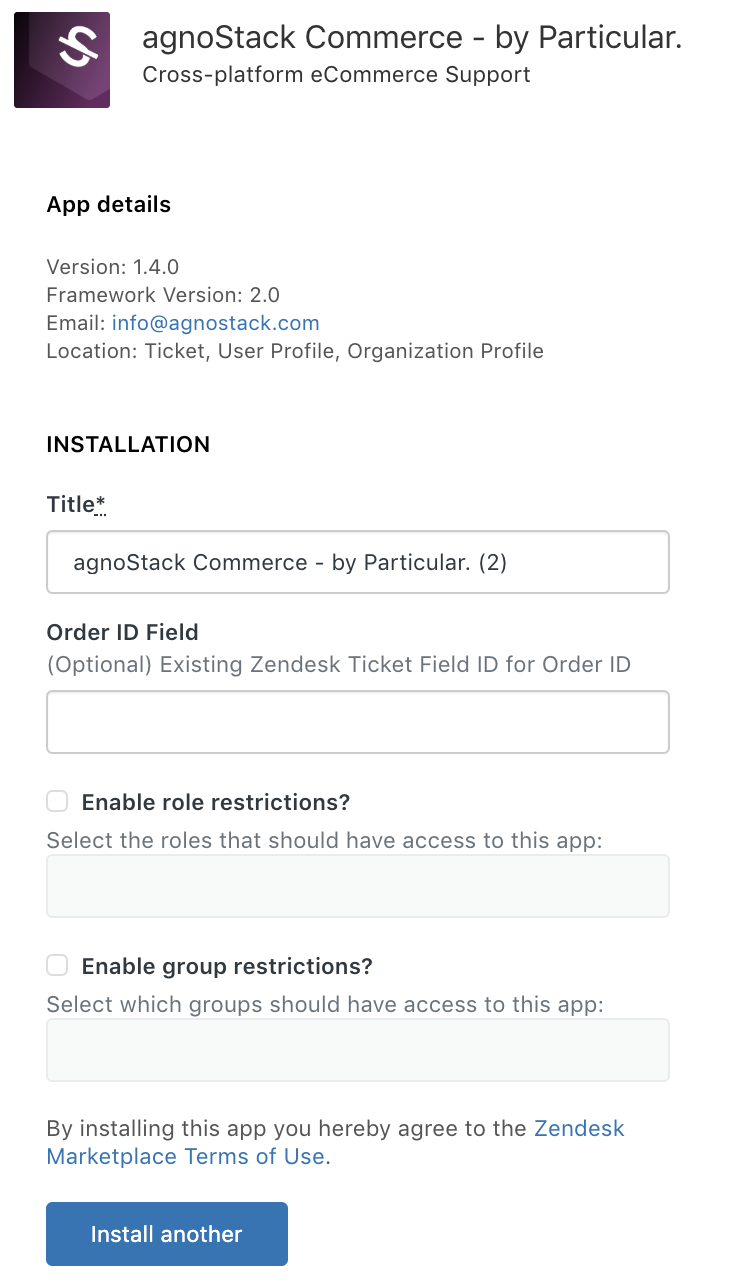 agnoStack Commerce - by Particular.
Cross-platform eCommerce Support
App details
Version: 1.4.0
Framework Version: 2.0
Email: info@agnostack.com
Location: Ticket, User Profile, Organization Profile
INSTALLATION
Title*
agnoStack Commerce - by Particular. (2)
Order ID Field
(Optional) Existing Zendesk Ticket Field ID for Order ID
Enable role restrictions?
Select the roles that should have access to this app:
Enable group restrictions?
Select which groups should have access to this app:
By installing this app you hereby agree to the Zendesk
Marketplace Terms of Use.
Install another